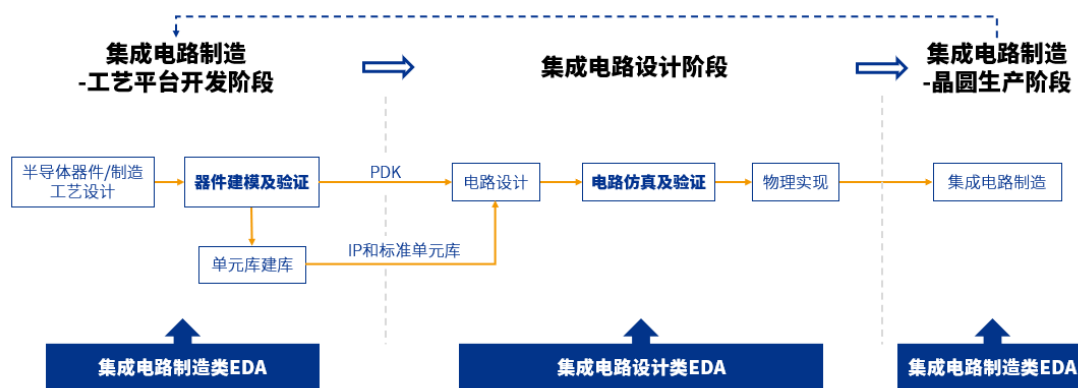 集成电路制造
-工艺平台开发阶段
集成电路设计阶段
集成电路制造
-晶圆生产阶段
半导体器件/制造
工艺设计
器件建模及验证
PDK
电路设计
电路仿真及验证
物理实现
集成电路制造
单元库建库
IP和标准单元库
集成电路制造类EDA
集成电路设计类EDA
集成电路制造类EDA